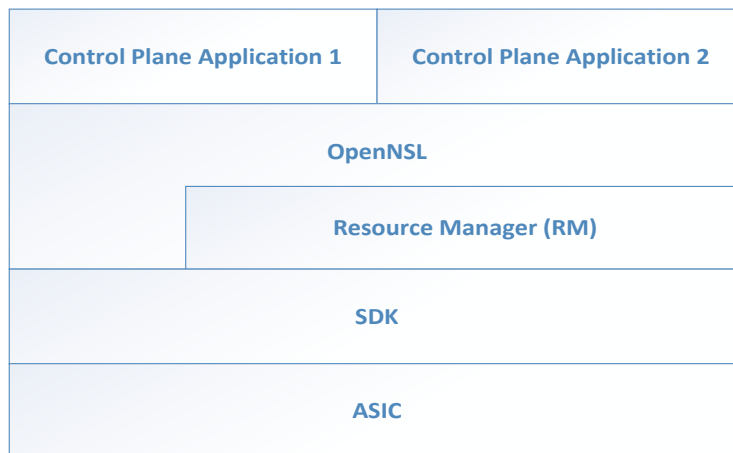 Control Plane Application 1
Control Plane Application 2
OpenNSL
Resource Manager (RM)
SDK
ASIC